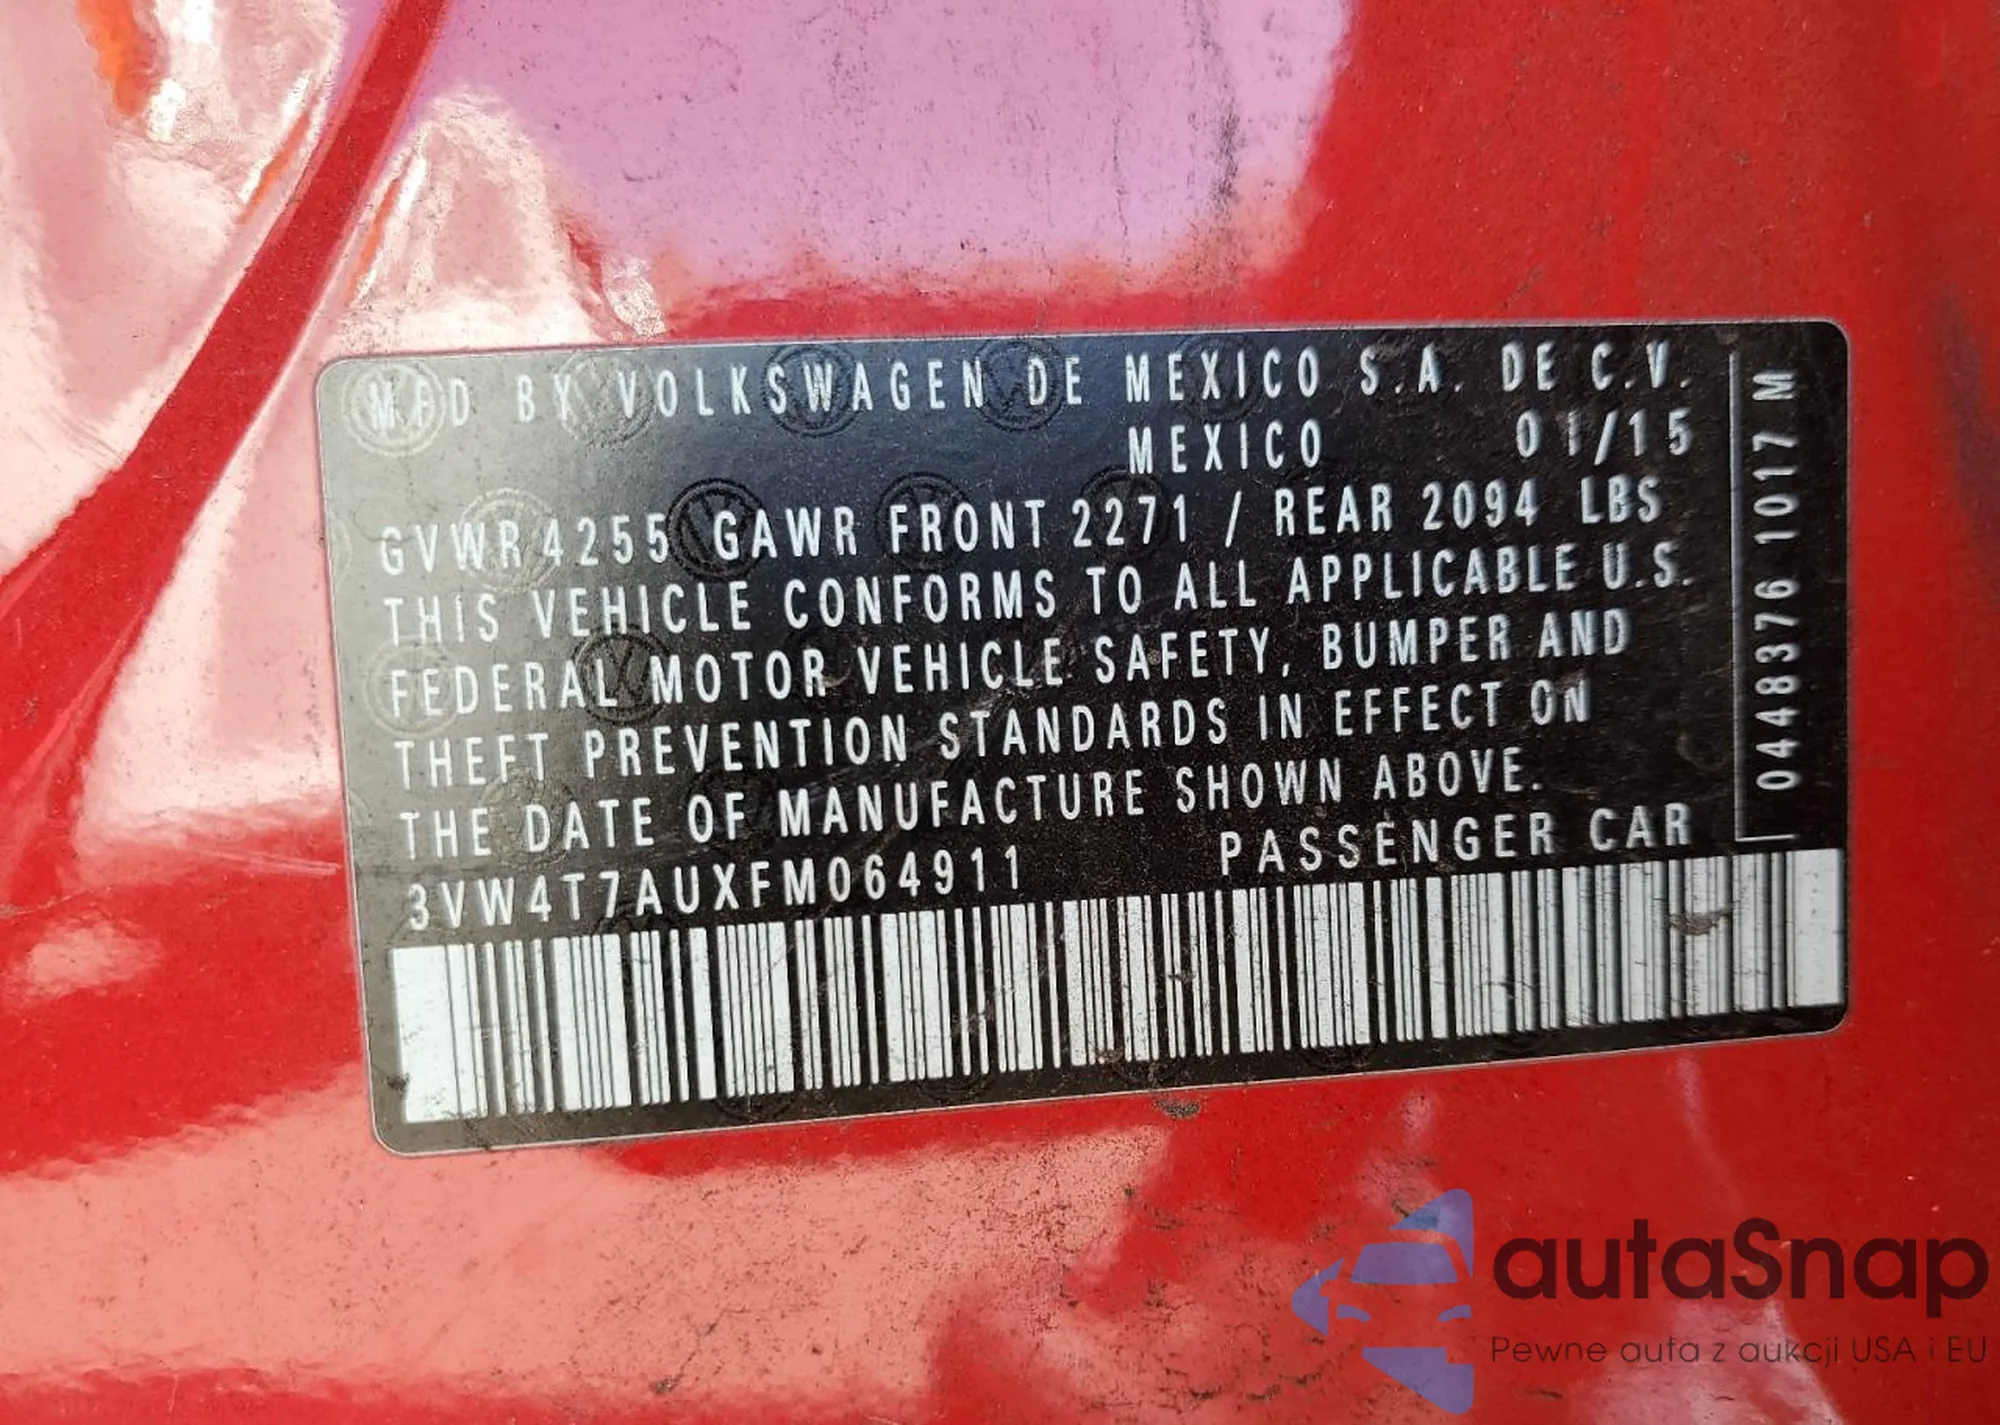 MFD BY VOLKSWAGEN DE MEXICO S.A. DE C.V.
MEXICO 01/15
GVWR 4255 GAWR FRONT 2271 / REAR 2094 LBS
THIS VEHICLE CONFORMS TO ALL APPLICABLE U.S.
FEDERAL MOTOR VEHICLE SAFETY, BUMPER AND
THEFT PREVENTION STANDARDS IN EFFECT ON
THE DATE OF MANUFACTURE SHOWN ABOVE.
3VW4T7AUXFM064911 PASSENGER CAR
0448376 1017 M
autaSnap
Pewne auta z aukcji USA i EU